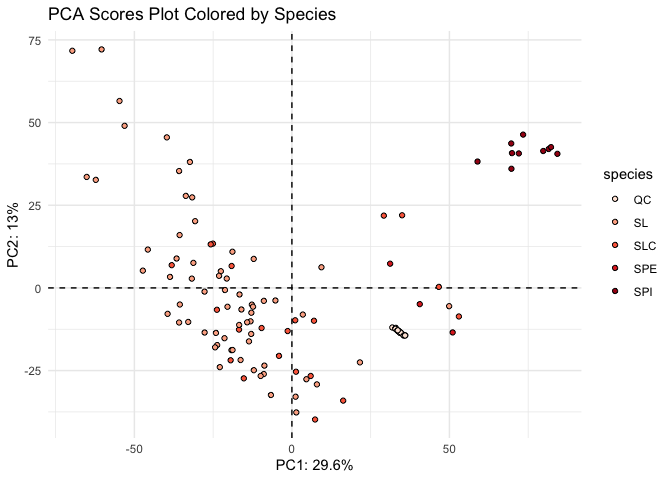 PCA Scores Plot Colored by Species
75
50
25
0
-25
-50
0
50
PC1: 29.6%
PC2: 13%
species
QC
SL
SLC
SPE
SPI